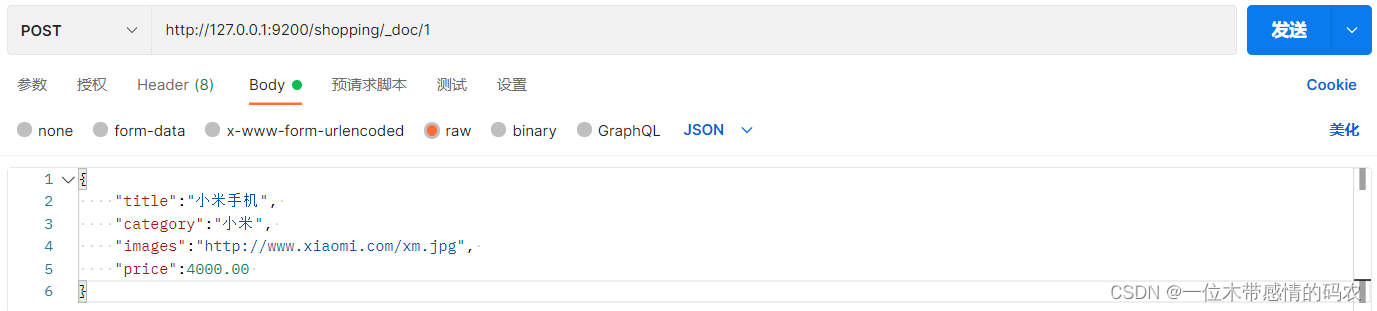 POST http://127.0.0.1:9200/shopping/_doc/1 发送
参数 授权 Header (8) Body 预请求脚本 测试 设置 Cookie
none form-data x-www-form-urlencoded raw binary GraphQL JSON 美化
1 {
2 "title":"小米手机",
3 "category":"小米",
4 "images":"http://www.xiaomi.com/xm.jpg",
5 "price":4000.00
6 }
CSDN @一位木带感情的码农